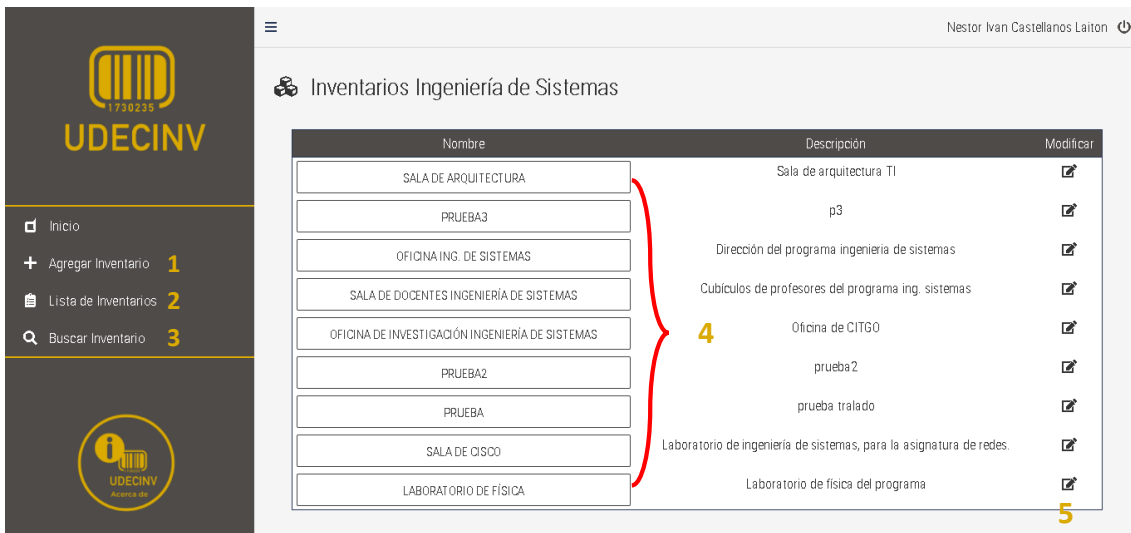 1730235
UDECINV
Inicio
Agregar Inventario 1
Lista de Inventarios 2
Buscar Inventario 3
UDECINV
Acerca de
Nestor Ivan Castellanos Laiton
Inventarios Ingeniería de Sistemas
Nombre Descripción Modificar
SALA DE ARQUITECTURA Sala de arquitectura TI
PRUEBA3 p3
OFICINA ING. DE SISTEMAS Dirección del programa ingenieria de sistemas
SALA DE DOCENTES INGENIERÍA DE SISTEMAS Cubículos de profesores del programa ing. sistemas
OFICINA DE INVESTIGACIÓN INGENIERÍA DE SISTEMAS Oficina de CITGO
4
PRUEBA2 prueba2
PRUEBA prueba tralado
SALA DE CISCO Laboratorio de ingeniería de sistemas, para la asignatura de redes.
LABORATORIO DE FÍSICA Laboratorio de física del programa
5